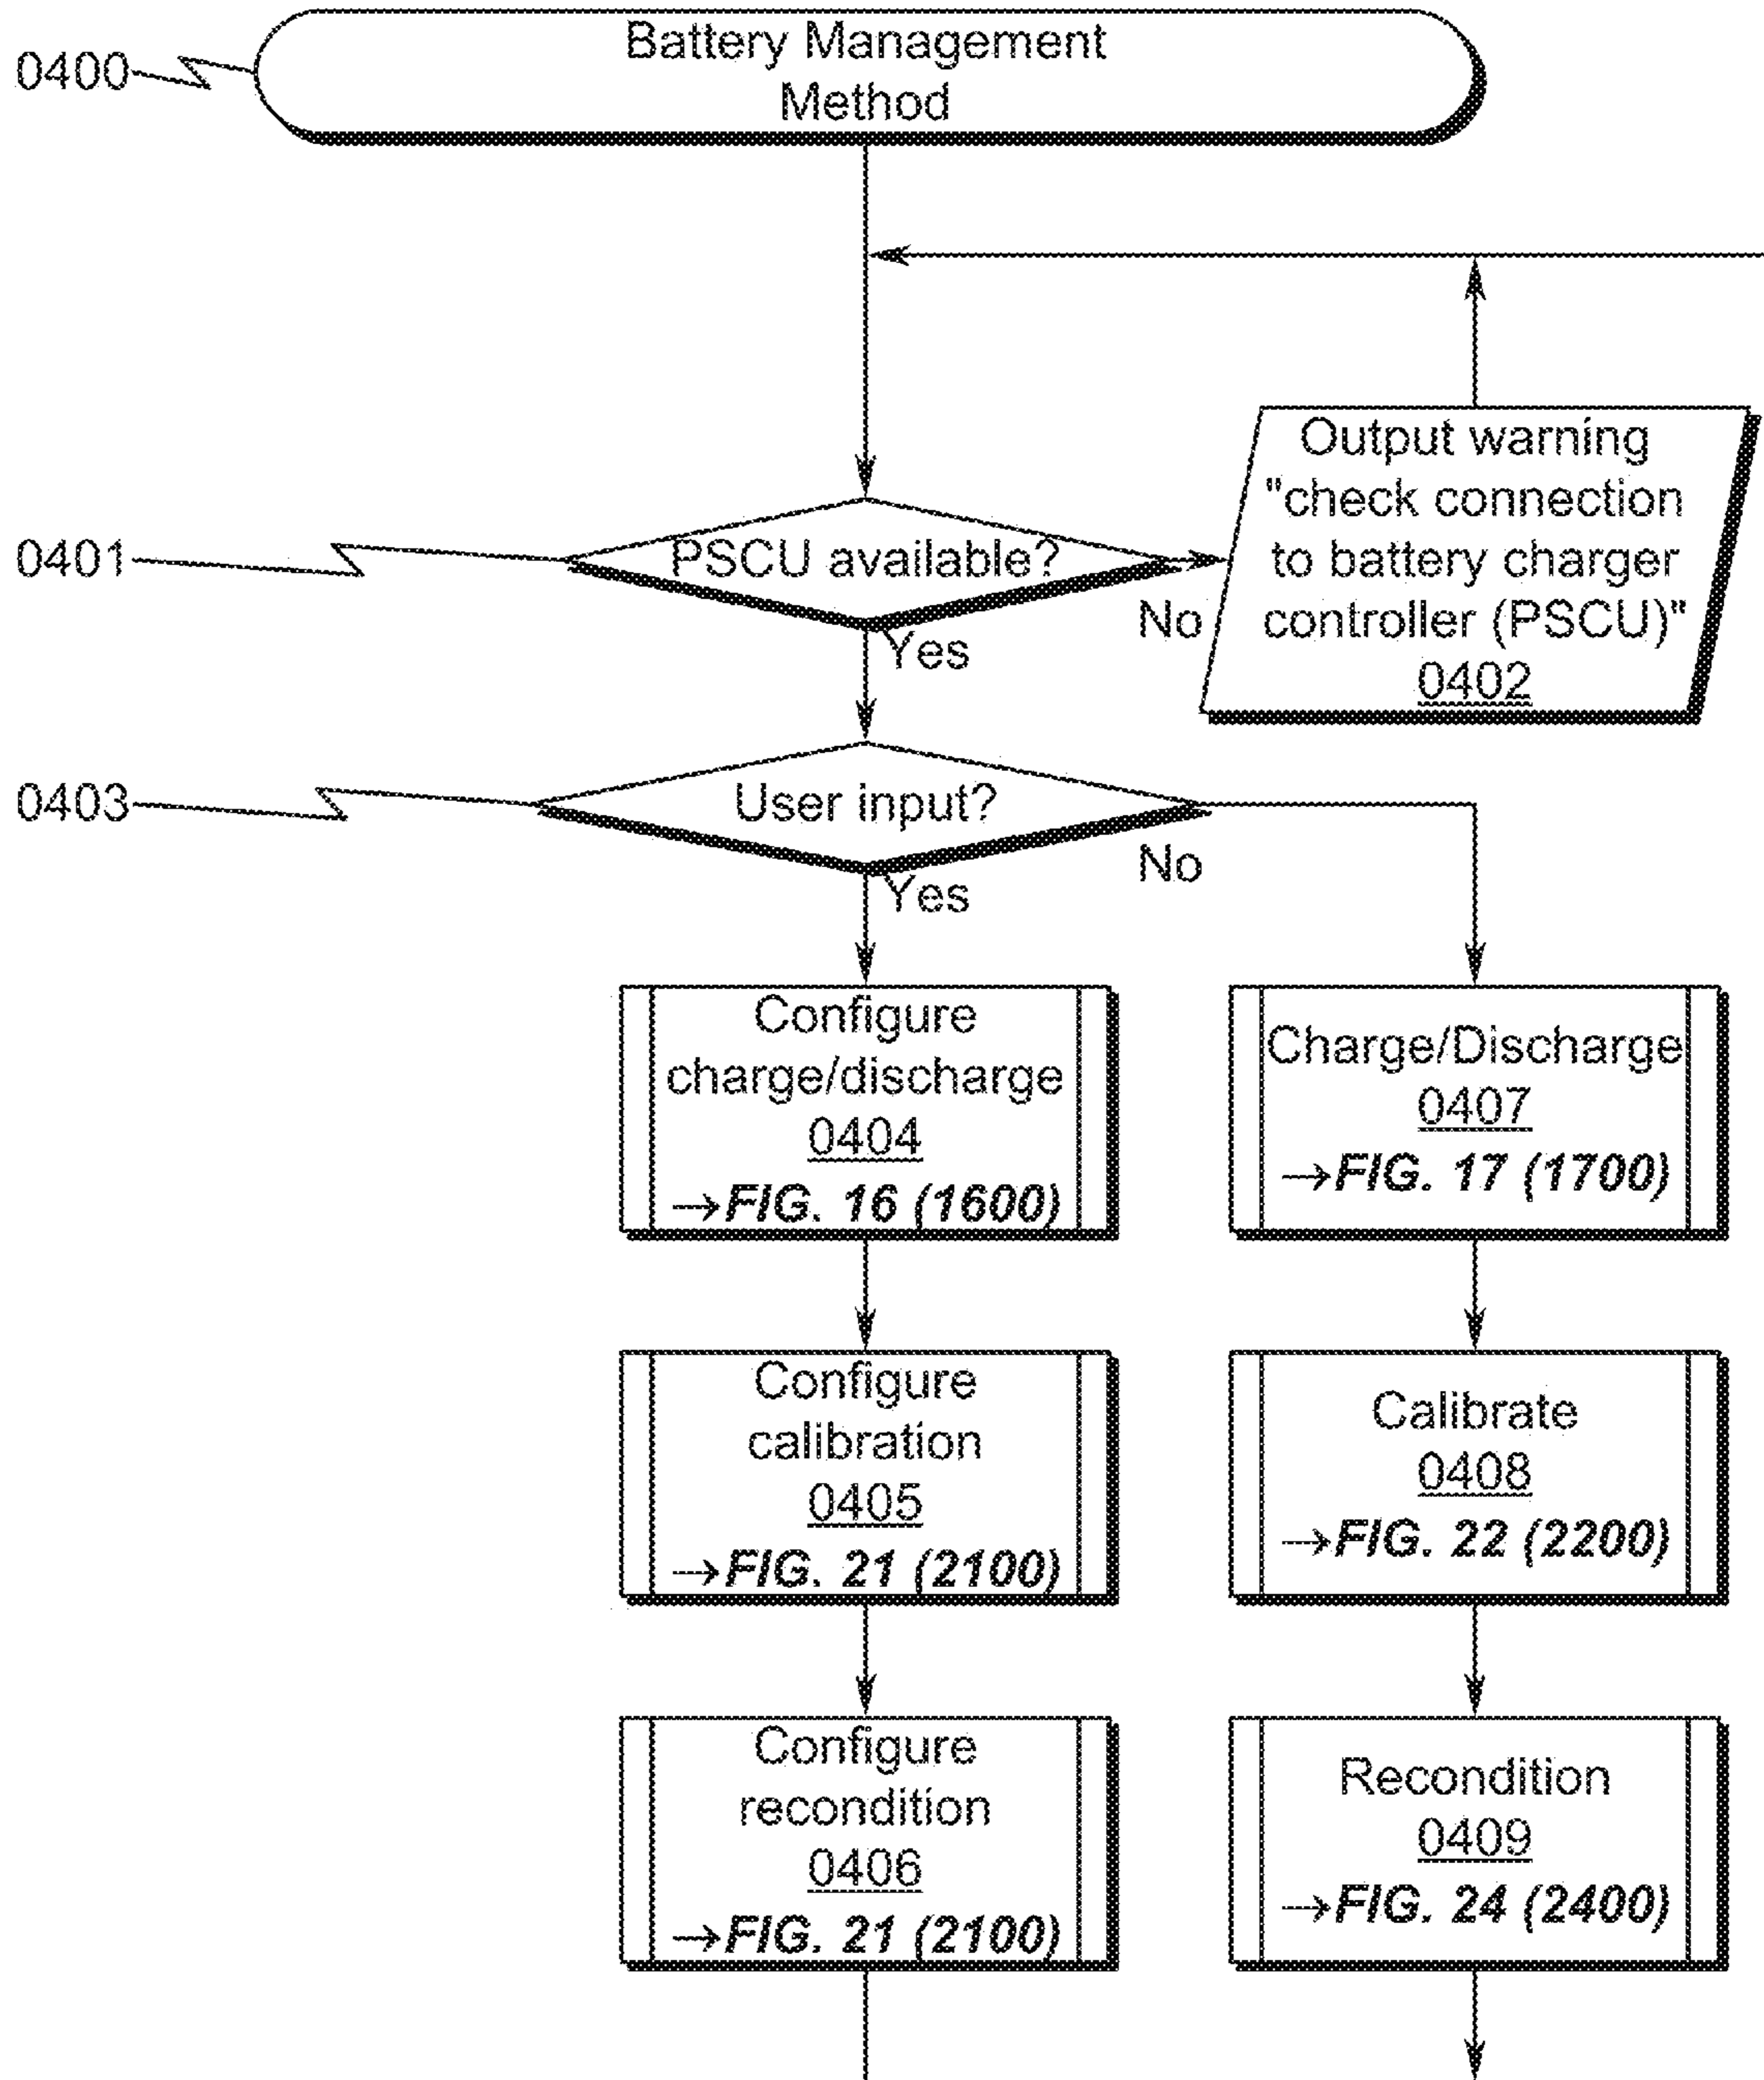 0400
Battery Management
Method
0401
PSCU available?
No
Yes
Output warning
"check connection
to battery charger
controller (PSCU)"
0402
0403
User input?
No
Yes
Configure
charge/discharge
0404
→FIG. 16 (1600)
Charge/Discharge
0407
→FIG. 17 (1700)
Configure
calibration
0405
→FIG. 21 (2100)
Calibrate
0408
→FIG. 22 (2200)
Configure
recondition
0406
→FIG. 21 (2100)
Recondition
0409
→FIG. 24 (2400)